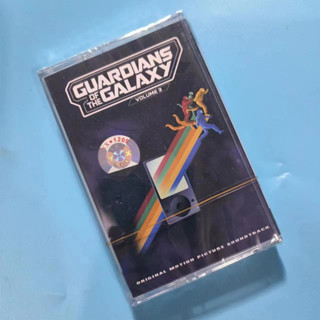 GUARDIANS
OF THE GALAXY
VOLUME 3
ORIGINAL MOTION PICTURE SOUNDTRACK